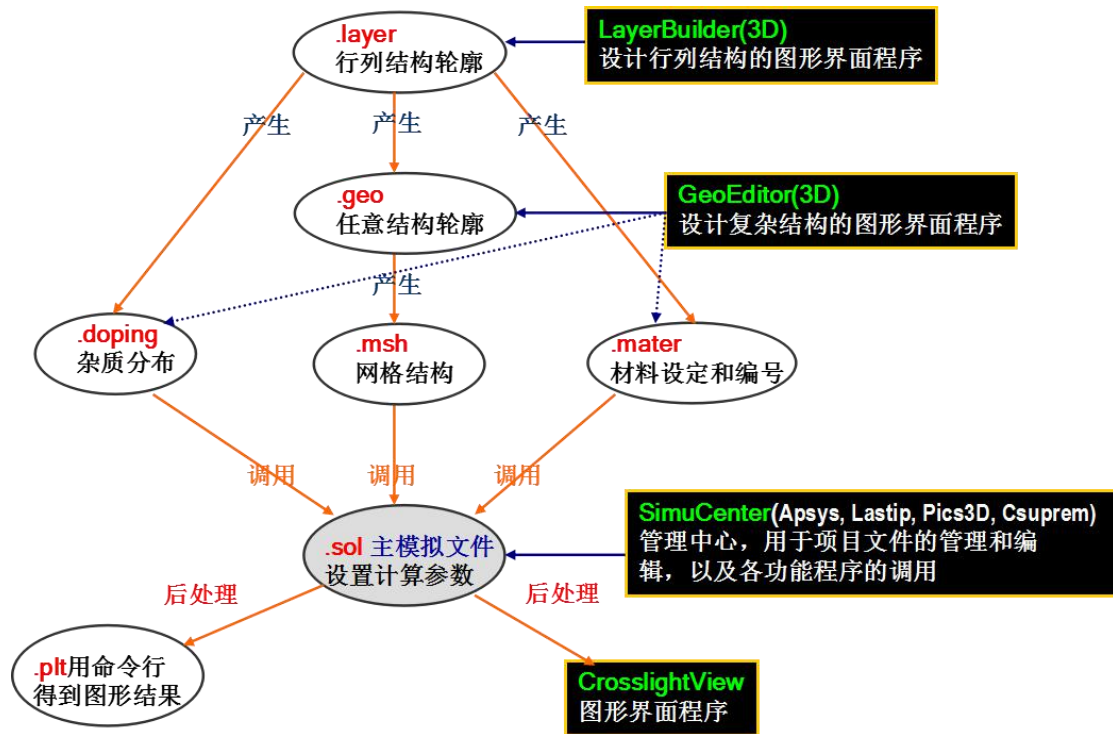 .layer
行列结构轮廓
LayerBuilder(3D)
设计行列结构的图形界面程序
产生
产生
产生
.geo
任意结构轮廓
GeoEditor(3D)
设计复杂结构的图形界面程序
产生
.doping
杂质分布
.msh
网格结构
.mater
材料设定和编号
调用
调用
调用
.sol 主模拟文件
设置计算参数
SimuCenter(Apsys, Lastip, Pics3D, Csuprem)
管理中心，用于项目文件的管理和编
辑，以及各功能程序的调用
后处理
后处理
.plt用命令行
得到图形结果
CrosslightView
图形界面程序